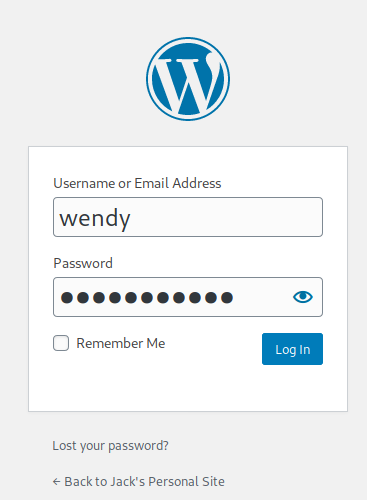 Username or Email Address
wendy
Password
●●●●●●●●●●●
Remember Me
Log In
Lost your password?
← Back to Jack's Personal Site